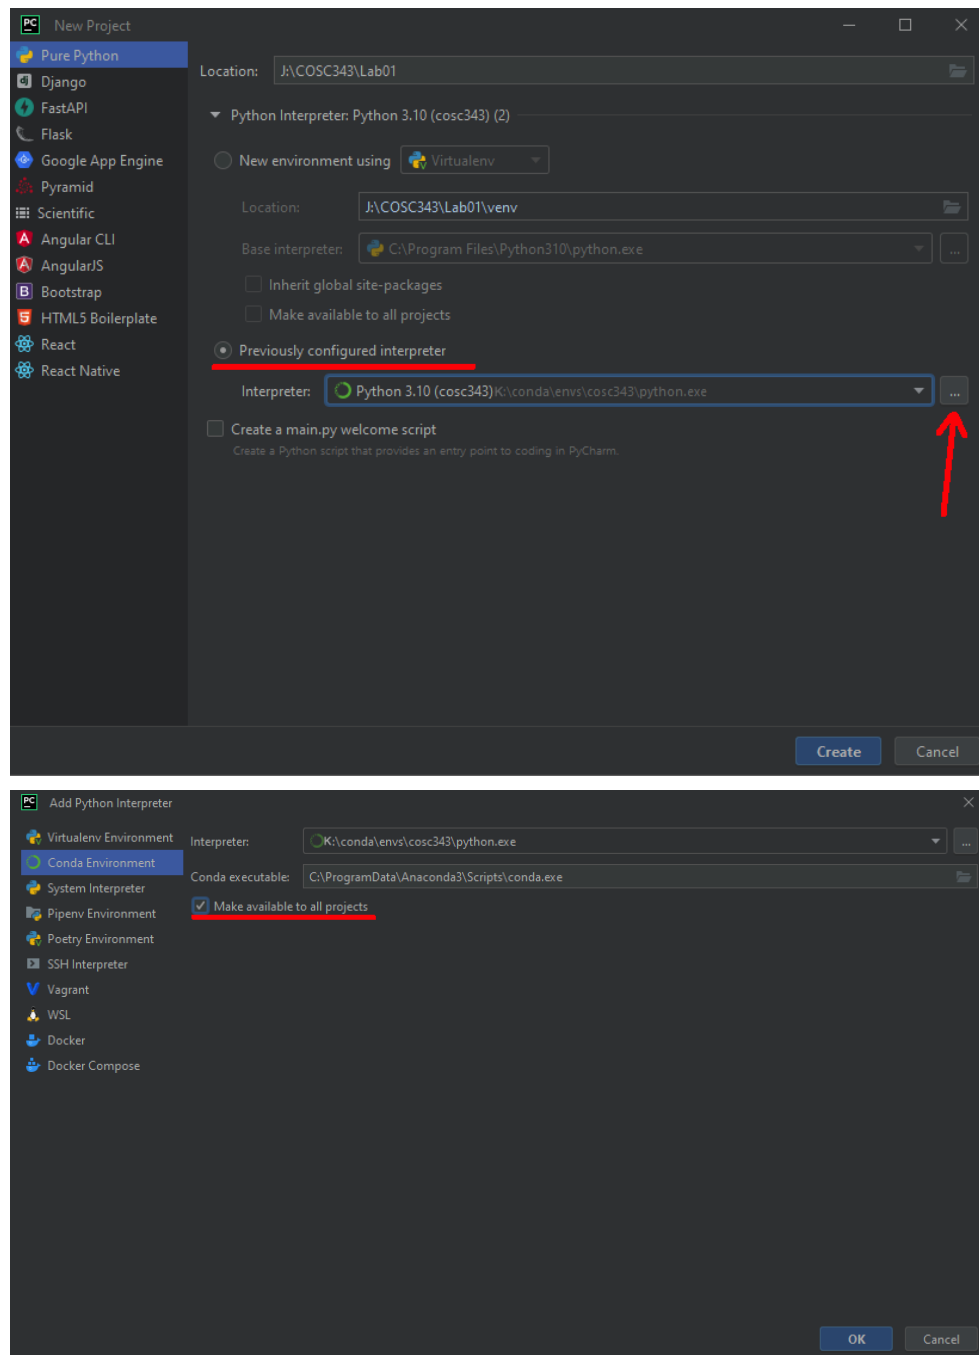 PC New Project
Pure Python
Django
FastAPI
Flask
Google App Engine
Pyramid
Scientific
Angular CLI
AngularJS
Bootstrap
HTML5 Boilerplate
React
React Native
Location: J:\COSC343\Lab01
Python Interpreter: Python 3.10 (cosc343) (2)
New environment using Virtualenv
Location: J:\COSC343\Lab01\venv
Base interpreter: C:\Program Files\Python310\python.exe ...
Inherit global site-packages
Make available to all projects
Previously configured interpreter
Interpreter: Python 3.10 (cosc343) K:\conda\envs\cosc343\python.exe ...
Create a main.py welcome script
Create a Python script that provides an entry point to coding in PyCharm.
Create Cancel
PC Add Python Interpreter
Virtualenv Environment
Conda Environment
System Interpreter
Pipenv Environment
Poetry Environment
SSH Interpreter
Vagrant
WSL
Docker
Docker Compose
Interpreter: K:\conda\envs\cosc343\python.exe ...
Conda executable: C:\ProgramData\Anaconda3\Scripts\conda.exe
Make available to all projects
OK Cancel